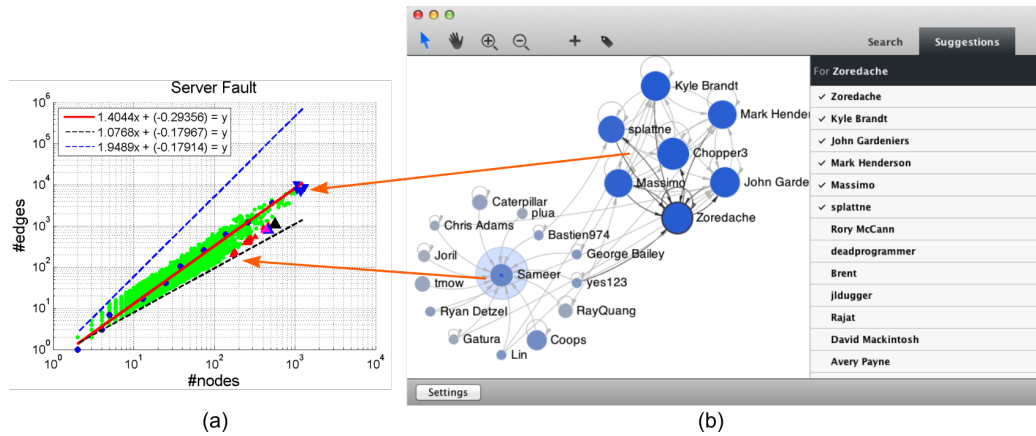 Server Fault
1.4044x + (-0.29356) = y
1.0768x + (-0.17967) = y
1.9489x + (-0.17914) = y
#edges
10^6
10^5
10^4
10^3
10^2
10^1
10^0
10^0 10^1 10^2 10^3 10^4
#nodes
(a)
Search Suggestions
For Zoredache
✓ Zoredache
✓ Kyle Brandt
✓ John Gardeniers
✓ Mark Henderson
✓ Massimo
✓ splattne
Rory McCann
deadprogrammer
Brent
jldugger
Rajat
David Mackintosh
Avery Payne
Kyle Brandt
Mark Hender
splattne
Chopper3
Massimo
John Garde
Zoredache
Caterpillar
plua
Chris Adams
Bastien974
George Bailey
Joril
Sameer
tmow
yes123
Ryan Detzel
RayQuang
Gatura
Coops
Lin
Settings
(b)